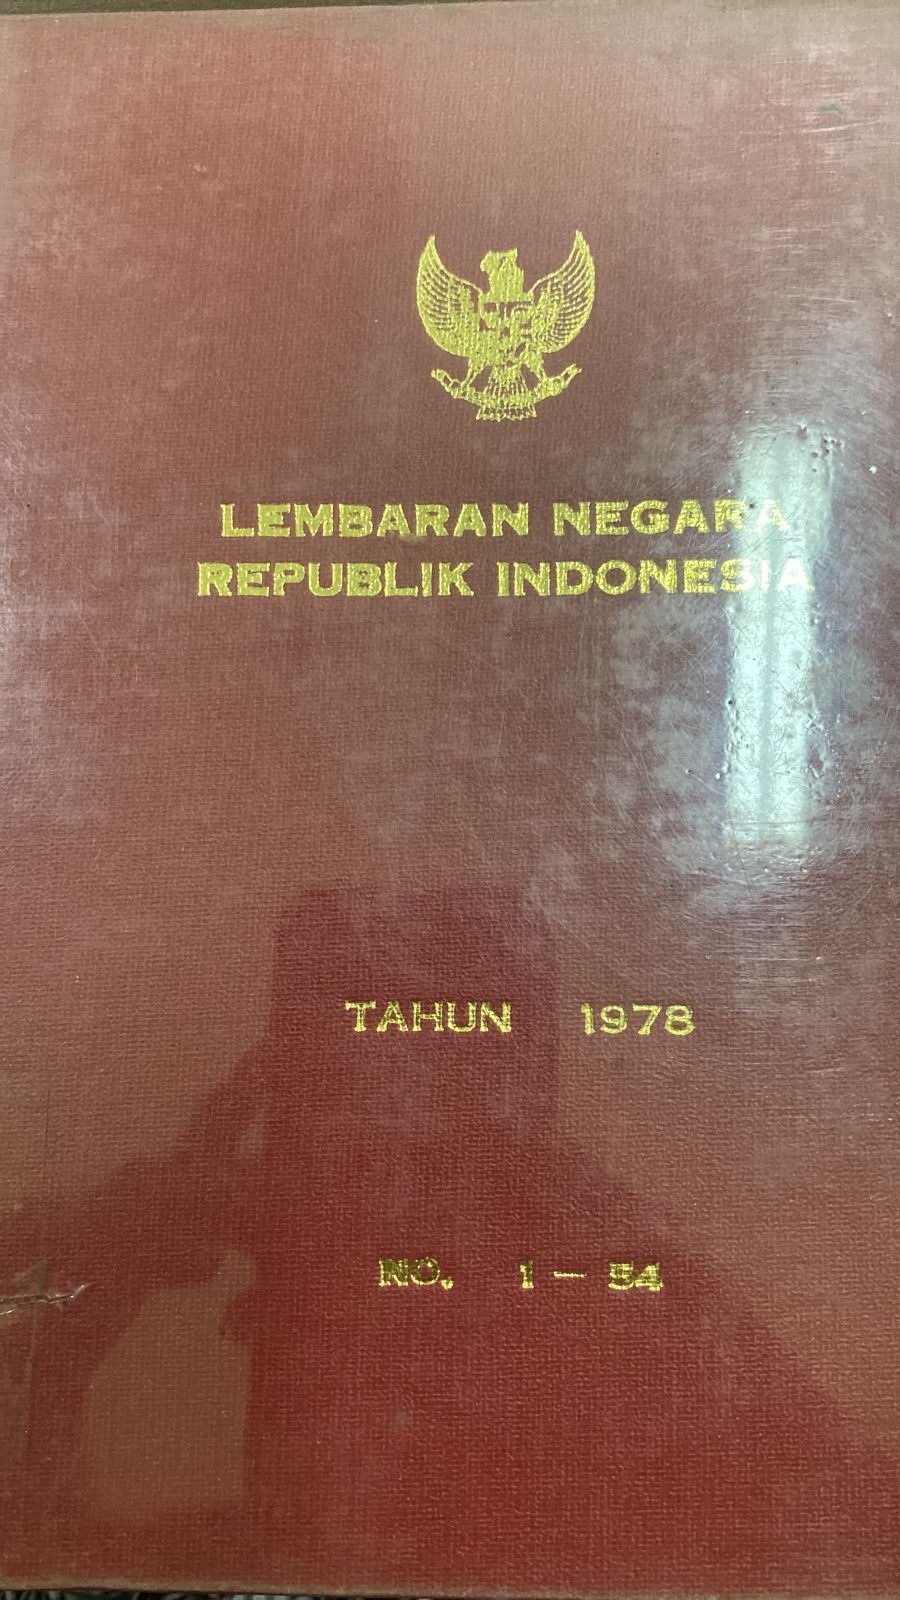 LEMBARAN NEGARA
REPUBLIK INDONESIA
TAHUN 1978
NO. 1 — 54